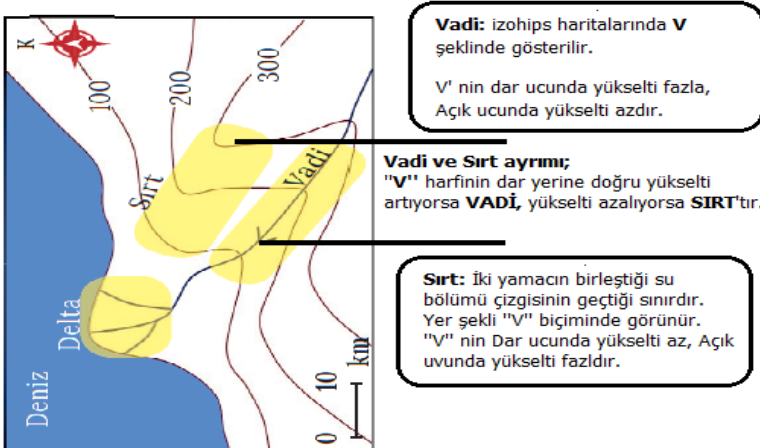 K
100
200
300
Sırt
Vadi
Delta
Deniz
0 10
km
Vadi: izohips haritalarında V
şeklinde gösterilir.
V' nin dar ucunda yükselti fazla,
Açık ucunda yükselti azdır.
Vadi ve Sırt ayrımı;
"V" harfinin dar yerine doğru yükselti
artıyorsa VADİ, yükselti azalıyorsa SIRT'tır.
Sırt: İki yamacın birleştiği su
bölümü çizgisinin geçtiği sınırdır.
Yer şekli "V" biçiminde görünür.
"V" nin Dar ucunda yükselti az, Açık
uvunda yükselti fazldır.